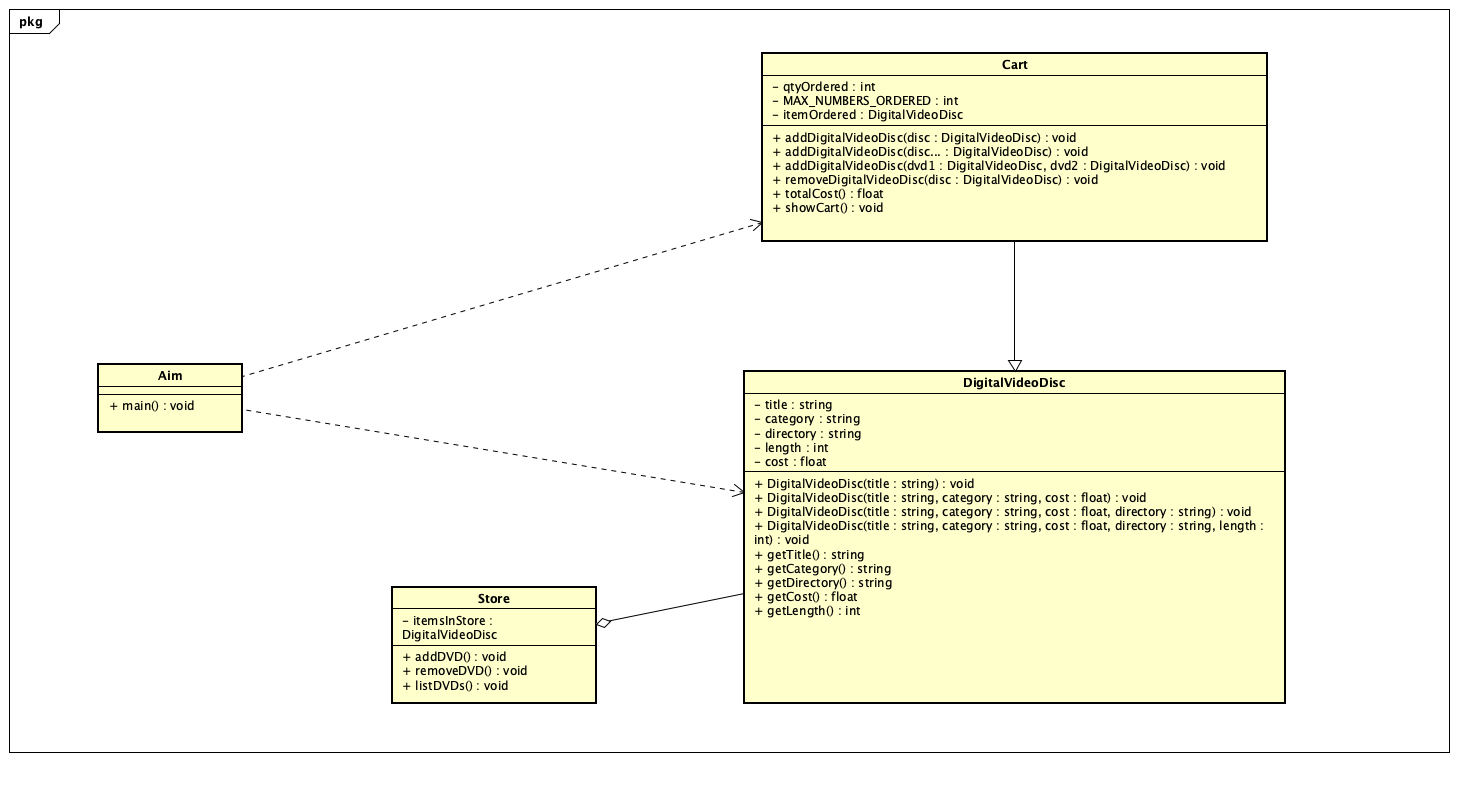 pkg
Cart
– qtyOrdered : int
– MAX_NUMBERS_ORDERED : int
– itemOrdered : DigitalVideoDisc
+ addDigitalVideoDisc(disc : DigitalVideoDisc) : void
+ addDigitalVideoDisc(disc... : DigitalVideoDisc) : void
+ addDigitalVideoDisc(dvd1 : DigitalVideoDisc, dvd2 : DigitalVideoDisc) : void
+ removeDigitalVideoDisc(disc : DigitalVideoDisc) : void
+ totalCost() : float
+ showCart() : void
Aim
+ main() : void
DigitalVideoDisc
– title : string
– category : string
– directory : string
– length : int
– cost : float
+ DigitalVideoDisc(title : string) : void
+ DigitalVideoDisc(title : string, category : string, cost : float) : void
+ DigitalVideoDisc(title : string, category : string, cost : float, directory : string) : void
+ DigitalVideoDisc(title : string, category : string, cost : float, directory : string, length :
int) : void
+ getTitle() : string
+ getCategory() : string
+ getDirectory() : string
+ getCost() : float
+ getLength() : int
Store
– itemsInStore :
DigitalVideoDisc
+ addDVD() : void
+ removeDVD() : void
+ listDVDs() : void